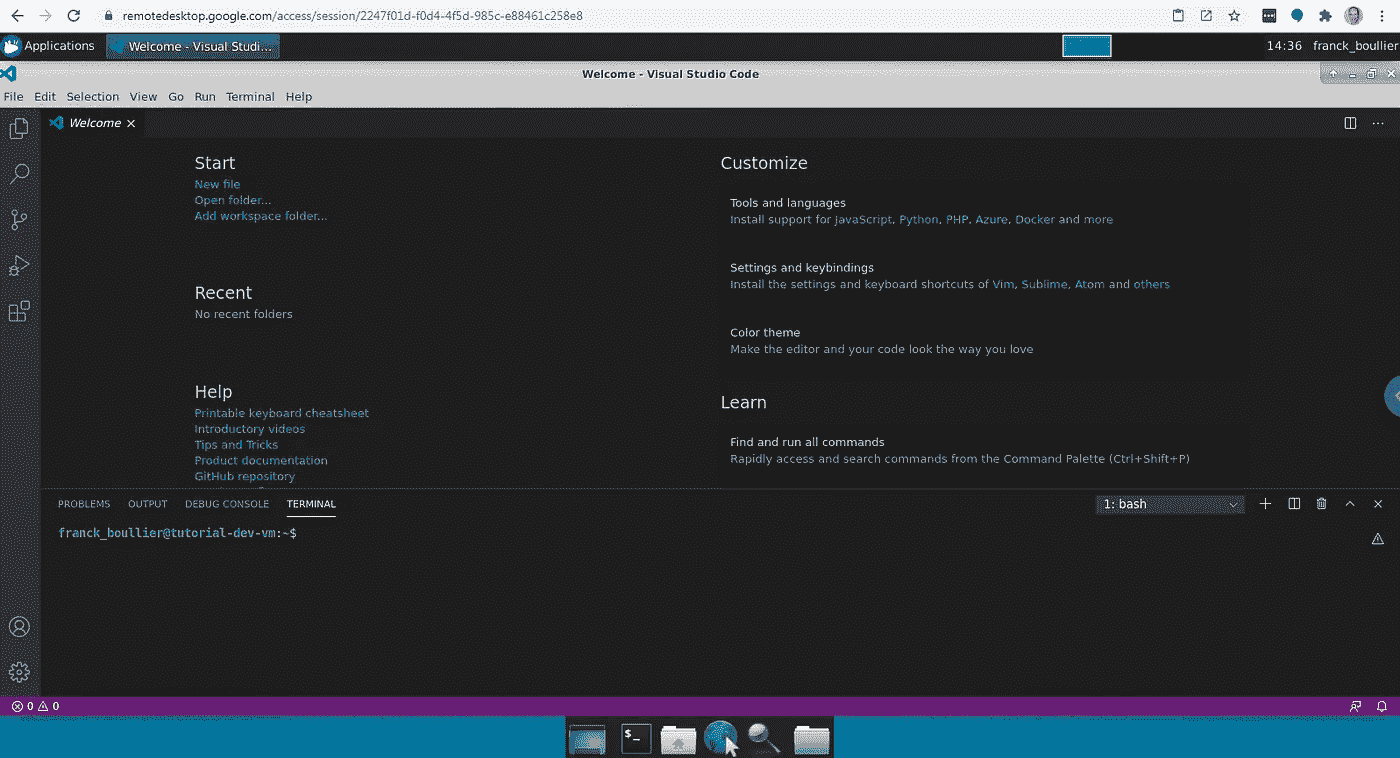 remotedesktop.google.com/access/session/2247f01d-f0d4-4f5d-985c-e88461c258e8
Applications Welcome - Visual Studi... 14:36 franck_boullier
Welcome - Visual Studio Code
File Edit Selection View Go Run Terminal Help
Welcome
Start
New file
Open folder...
Add workspace folder...
Recent
No recent folders
Help
Printable keyboard cheatsheet
Introductory videos
Tips and Tricks
Product documentation
GitHub repository
Customize
Tools and languages
Install support for JavaScript, Python, PHP, Azure, Docker and more
Settings and keybindings
Install the settings and keyboard shortcuts of Vim, Sublime, Atom and others
Color theme
Make the editor and your code look the way you love
Learn
Find and run all commands
Rapidly access and search commands from the Command Palette (Ctrl+Shift+P)
PROBLEMS OUTPUT DEBUG CONSOLE TERMINAL 1: bash
franck_boullier@tutorial-dev-vm:~$
0 0
$_